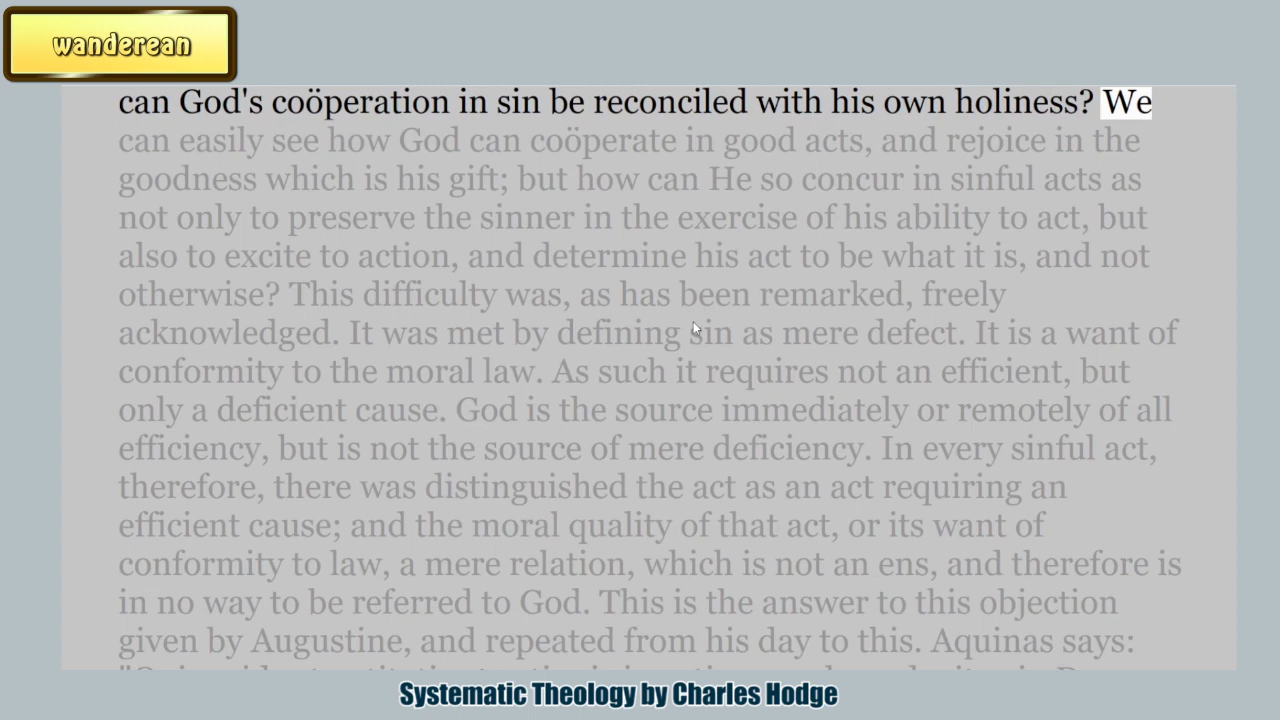 wanderean
can God's coöperation in sin be reconciled with his own holiness? We
can easily see how God can coöperate in good acts, and rejoice in the
goodness which is his gift; but how can He so concur in sinful acts as
not only to preserve the sinner in the exercise of his ability to act, but
also to excite to action, and determine his act to be what it is, and not
otherwise? This difficulty was, as has been remarked, freely
acknowledged. It was met by defining sin as mere defect. It is a want of
conformity to the moral law. As such it requires not an efficient, but
only a deficient cause. God is the source immediately or remotely of all
efficiency, but is not the source of mere deficiency. In every sinful act,
therefore, there was distinguished the act as an act requiring an
efficient cause; and the moral quality of that act, or its want of
conformity to law, a mere relation, which is not an ens, and therefore is
in no way to be referred to God. This is the answer to this objection
given by Augustine, and repeated from his day to this. Aquinas says:
Systematic Theology by Charles Hodge